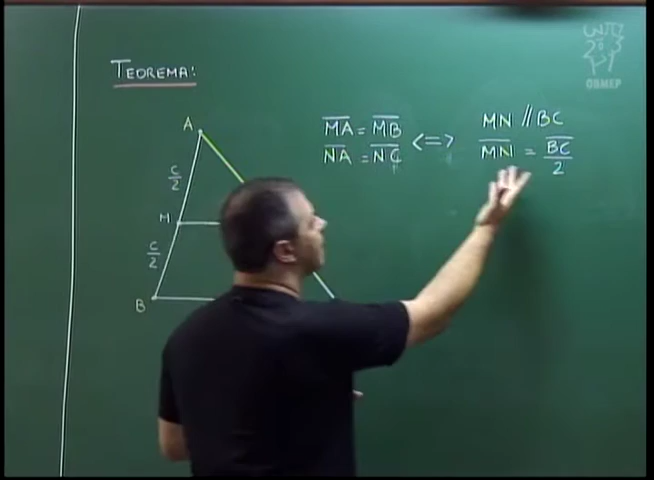 TEOREMA:
A
C/2
M
C/2
B
MA = MB <=> MN // BC
NA = NC MN = BC/2
OBMEP